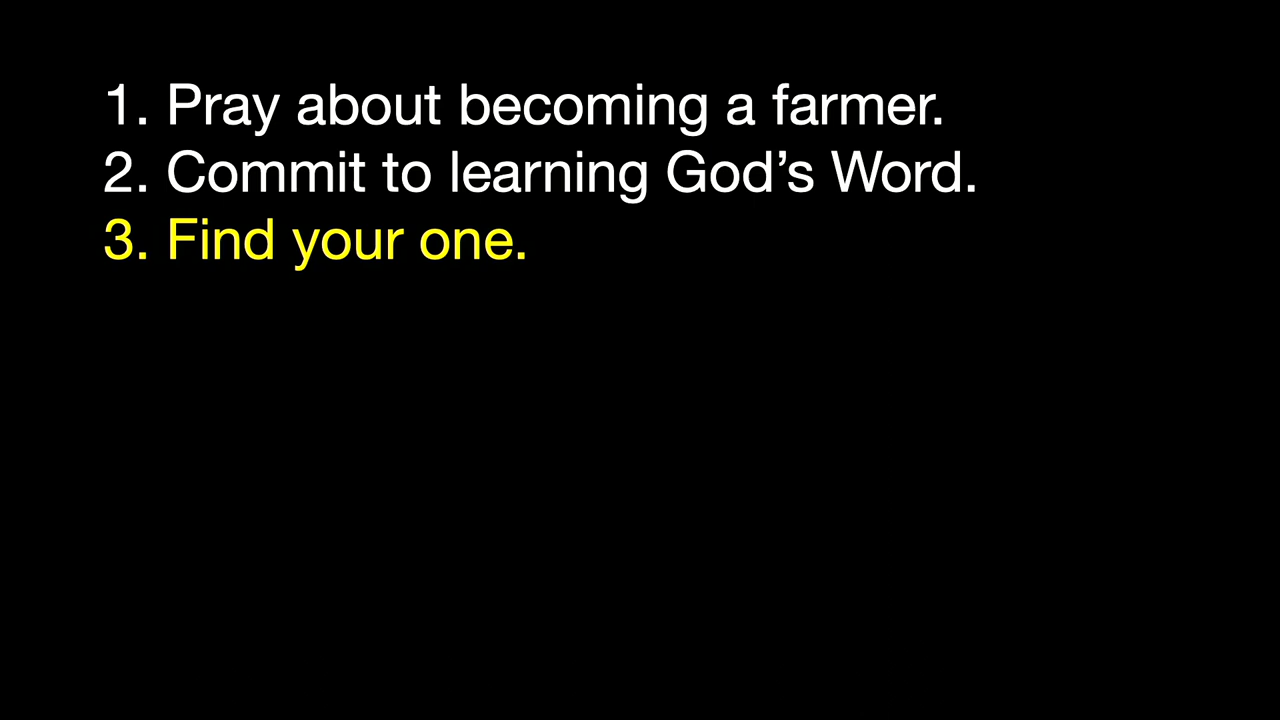 1. Pray about becoming a farmer.
2. Commit to learning God’s Word.
3. Find your one.